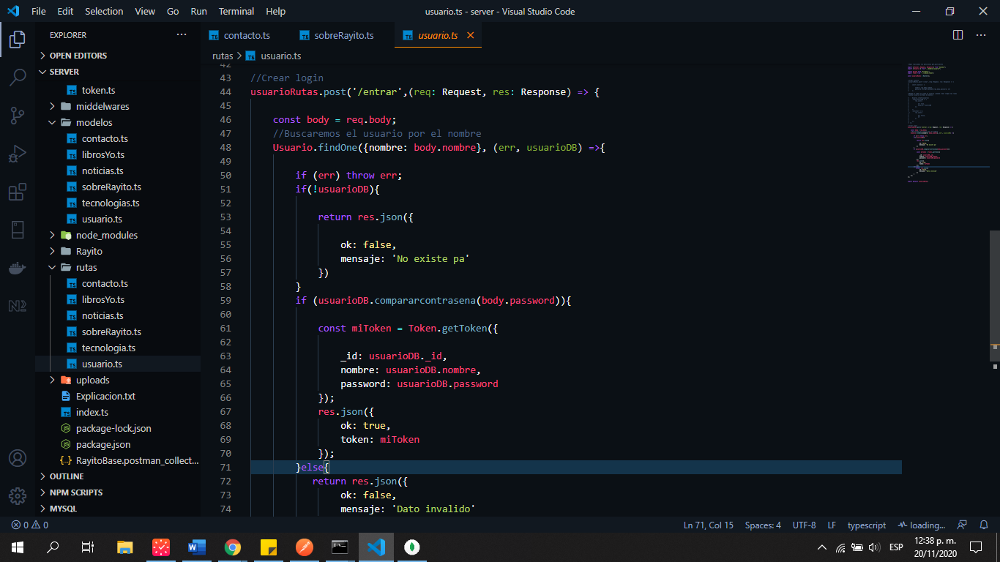 File Edit Selection View Go Run Terminal Help
usuario.ts - server - Visual Studio Code
EXPLORER
OPEN EDITORS
SERVER
token.ts
middelwares
modelos
contacto.ts
librosYo.ts
noticias.ts
sobreRayito.ts
tecnologias.ts
usuario.ts
node_modules
Rayito
rutas
contacto.ts
librosYo.ts
noticias.ts
sobreRayito.ts
tecnologia.ts
usuario.ts
uploads
Explicacion.txt
index.ts
package-lock.json
package.json
RayitoBase.postman_collect...
OUTLINE
NPM SCRIPTS
MYSQL
contacto.ts sobreRayito.ts usuario.ts
rutas > usuario.ts
42
43 //Crear login
44 usuarioRutas.post('/entrar',(req: Request, res: Response) => {
45
46 const body = req.body;
47 //Buscaremos el usuario por el nombre
48 Usuario.findOne({nombre: body.nombre}, (err, usuarioDB) =>{
49
50 if (err) throw err;
51 if(!usuarioDB){
52
53 return res.json({
54
55 ok: false,
56 mensaje: 'No existe pa'
57 })
58 }
59 if (usuarioDB.compararcontrasena(body.password)){
60
61 const miToken = Token.getToken({
62
63 _id: usuarioDB._id,
64 nombre: usuarioDB.nombre,
65 password: usuarioDB.password
66 });
67 res.json({
68 ok: true,
69 token: miToken
70 });
71 }else{
72 return res.json({
73 ok: false,
74 mensaje: 'Dato invalido'
0 0
Ln 71, Col 15 Spaces: 4 UTF-8 LF typescript loading...
ESP
12:38 p. m.
20/11/2020